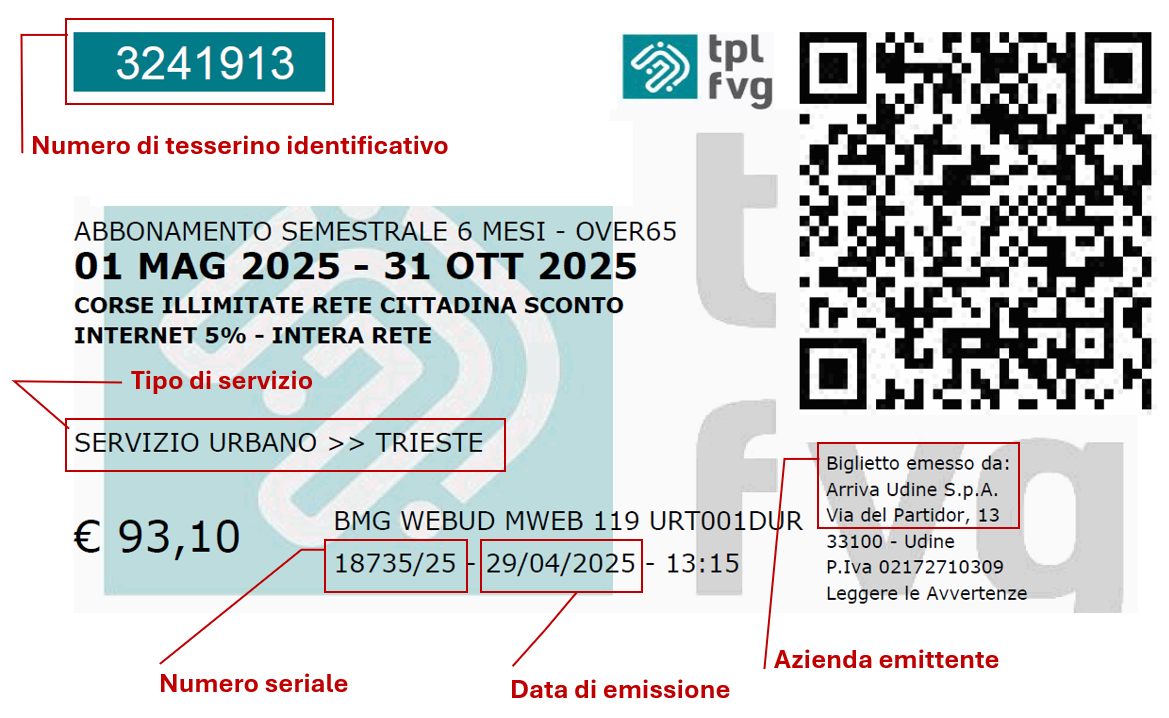 3241913
tpl
fvg
Numero di tesserino identificativo
ABBONAMENTO SEMESTRALE 6 MESI - OVER65
01 MAG 2025 - 31 OTT 2025
CORSE ILLIMITATE RETE CITTADINA SCONTO
INTERNET 5% - INTERA RETE
Tipo di servizio
SERVIZIO URBANO >> TRIESTE
€ 93,10
BMG WEBUD MWEB 119 URT001DUR
18735/25 - 29/04/2025 - 13:15
t
fvg
Biglietto emesso da:
Arriva Udine S.p.A.
Via del Partidor, 13
33100 - Udine
P.Iva 02172710309
Leggere le Avvertenze
Azienda emittente
Numero seriale
Data di emissione